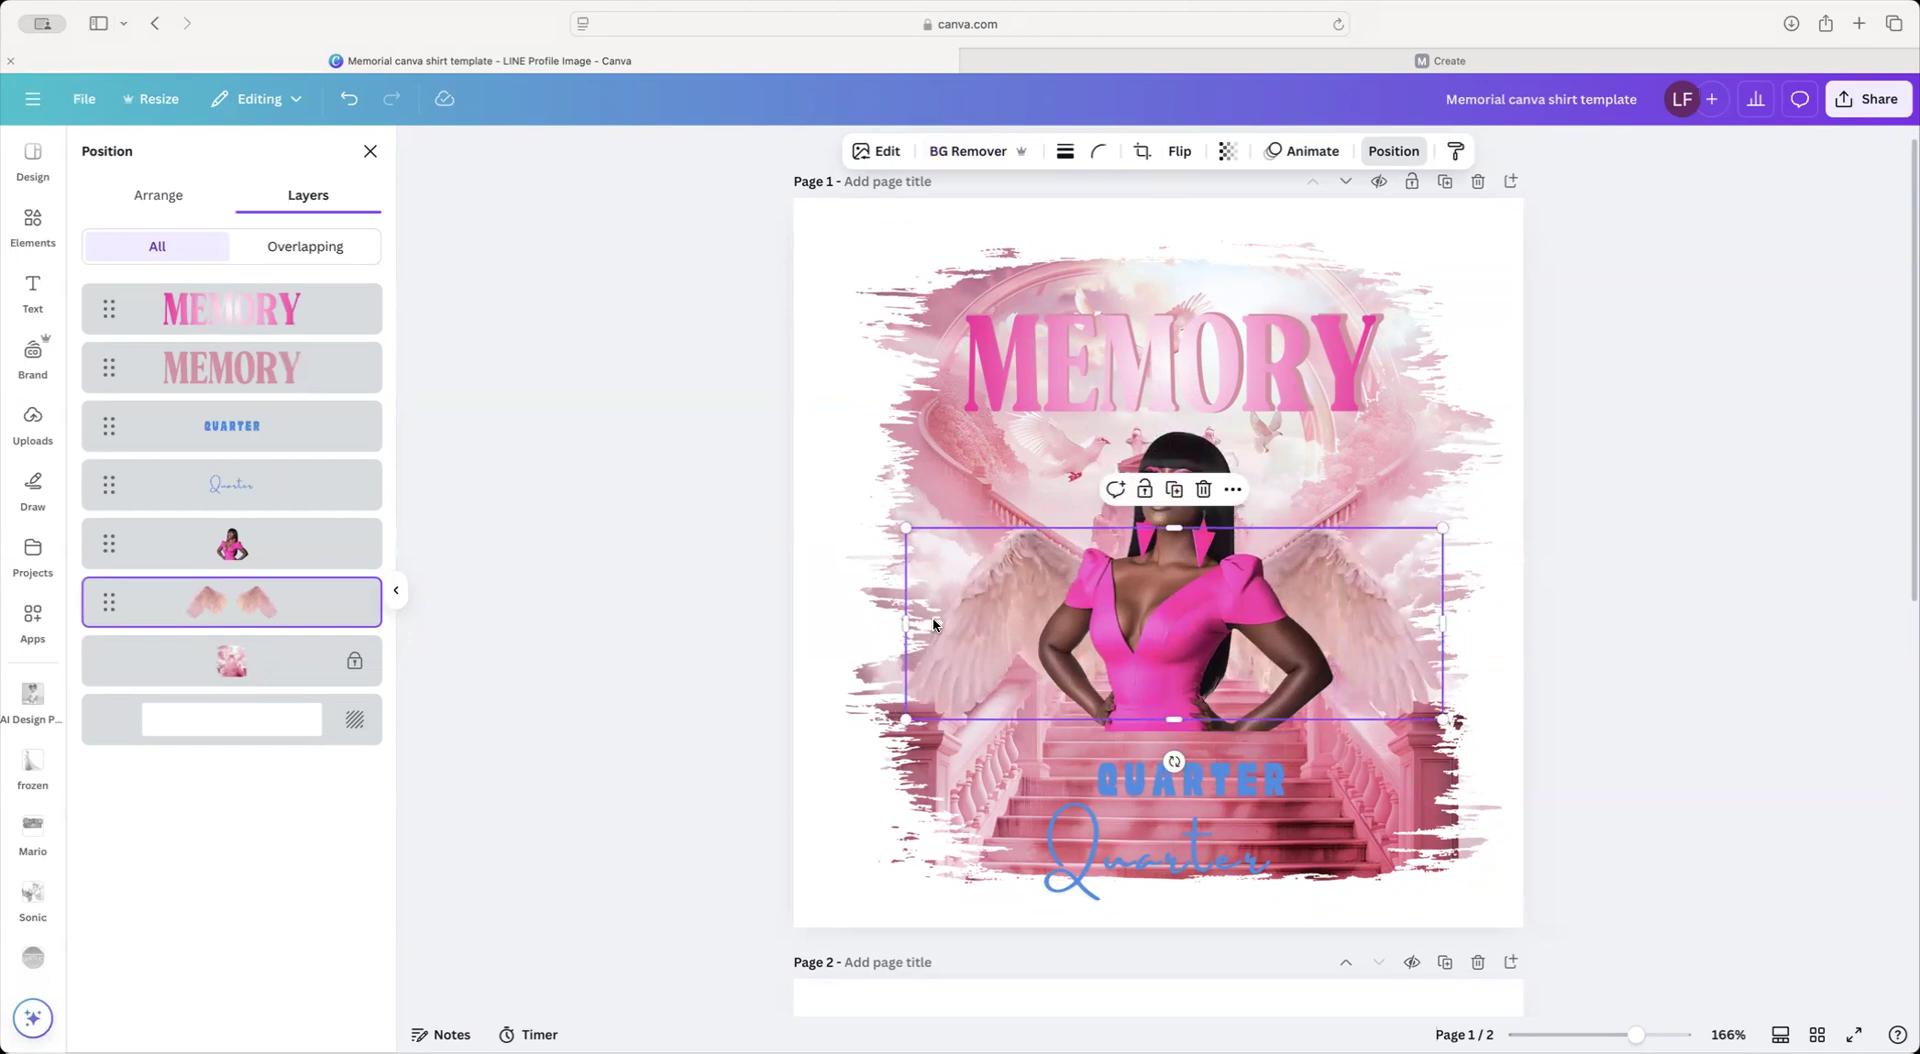 canva.com
Memorial canva shirt template - LINE Profile Image - Canva
M Create
File
Resize
Editing
Memorial canva shirt template
LF
Share
Design
Elements
Text
Brand
Uploads
Draw
Projects
Apps
AI Design P...
frozen
Mario
Sonic
Position
Arrange
Layers
All
Overlapping
MEMORY
MEMORY
QUARTER
Quarter
Edit
BG Remover
Flip
Animate
Position
Page 1 - Add page title
MEMORY
QUARTER
Quarter
Page 2 - Add page title
Notes
Timer
Page 1 / 2
166%